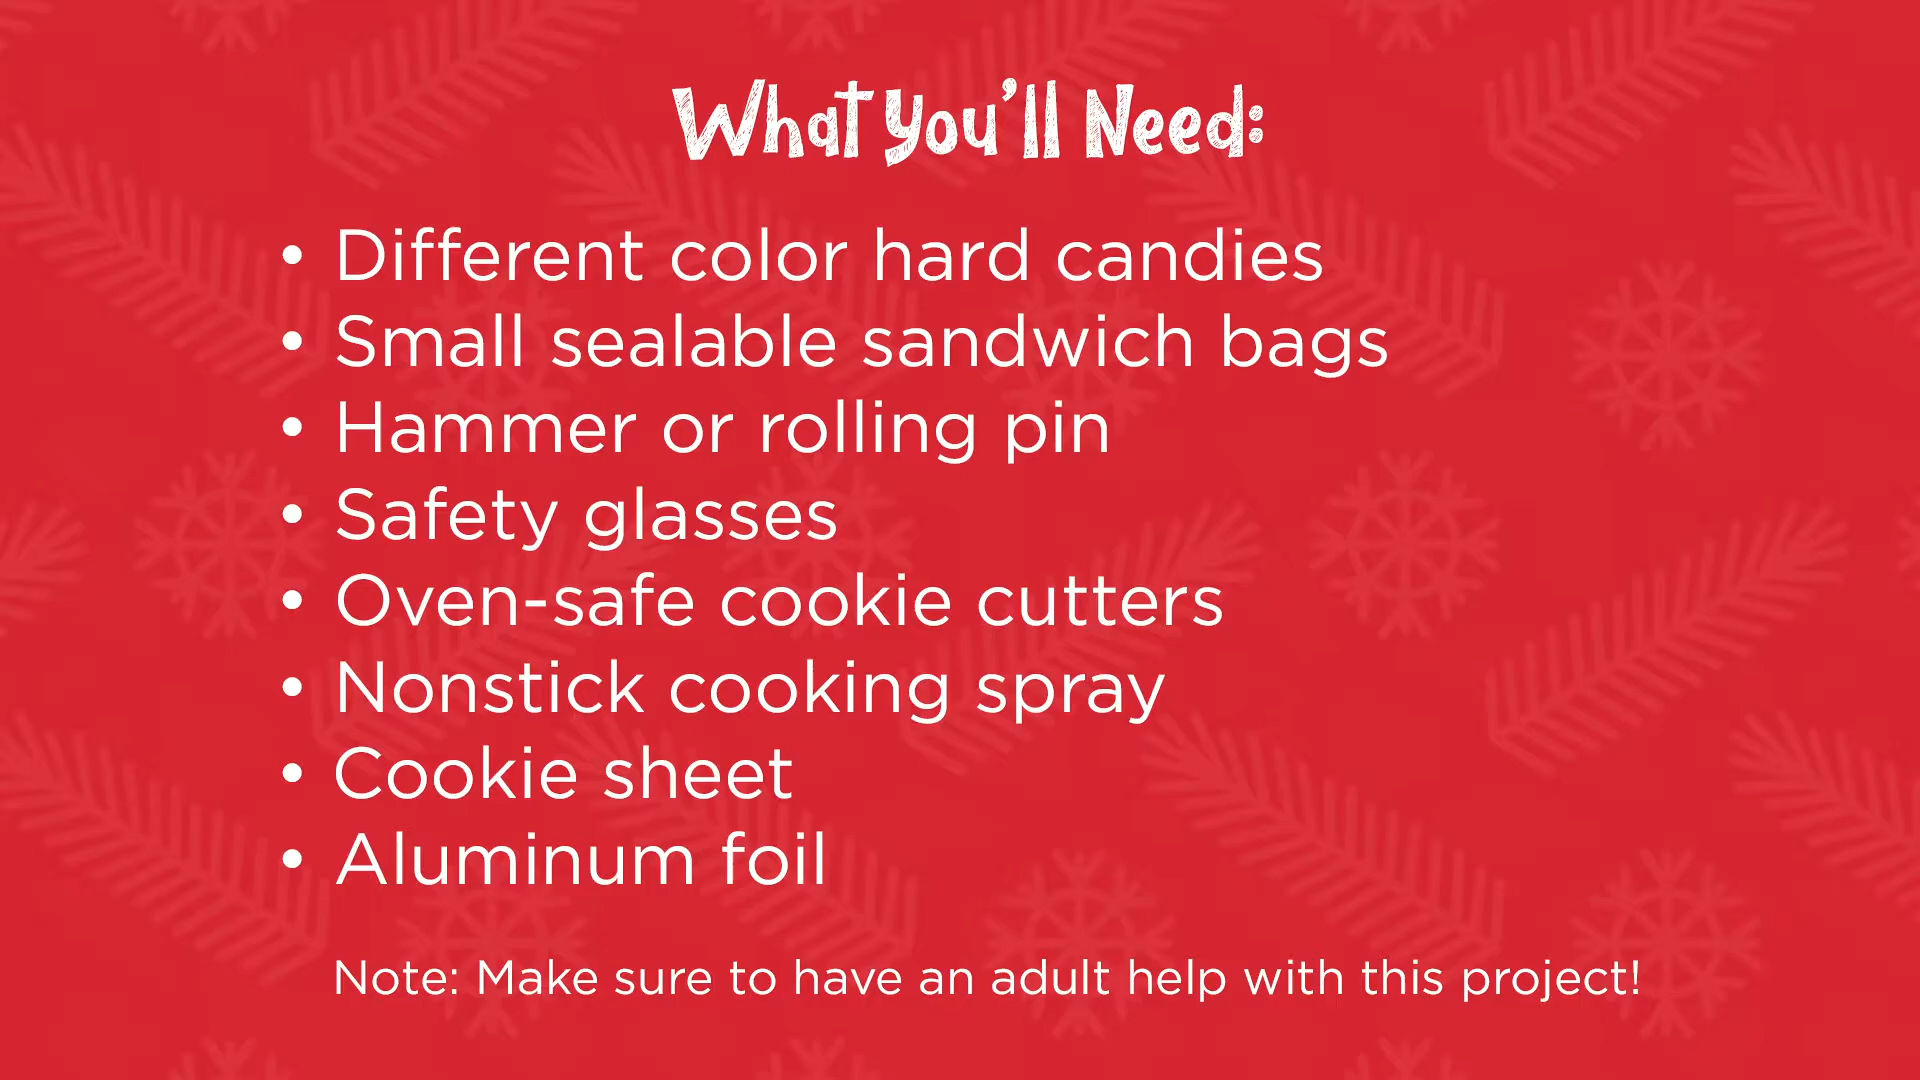 What You'll Need:
• Different color hard candies
• Small sealable sandwich bags
• Hammer or rolling pin
• Safety glasses
• Oven-safe cookie cutters
• Nonstick cooking spray
• Cookie sheet
• Aluminum foil
Note: Make sure to have an adult help with this project!